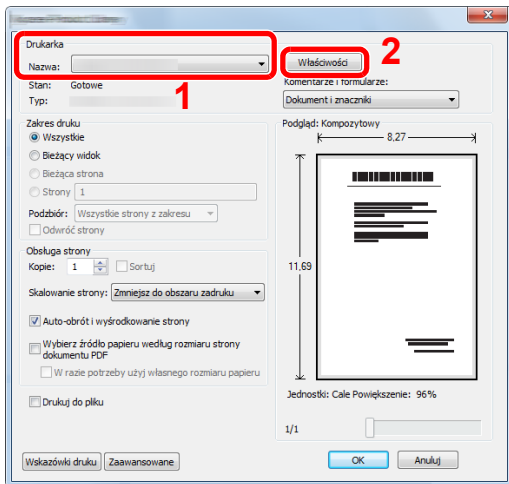 Drukarka
Nazwa:
Właściwości
2
Stan: Gotowe
1
Komentarze i formularze:
Typ:
Dokument i znaczniki
Zakres druku
Wszystkie
Bieżący widok
Bieżąca strona
Strony 1
Podzbiór: Wszystkie strony z zakresu
Odwróć strony
Obsługa strony
Kopie: 1 Sortuj
Skalowanie strony: Zmniejsz do obszaru zadruku
Auto-obrót i wyśrodkowanie strony
Wybierz źródło papieru według rozmiaru strony
dokumentu PDF
W razie potrzeby użyj własnego rozmiaru papieru
Drukuj do pliku
Podgląd: Kompozytowy
8,27
11,69
Jednostki: Cale Powiększenie: 96%
1/1
Wskazówki druku Zaawansowane
OK Anuluj